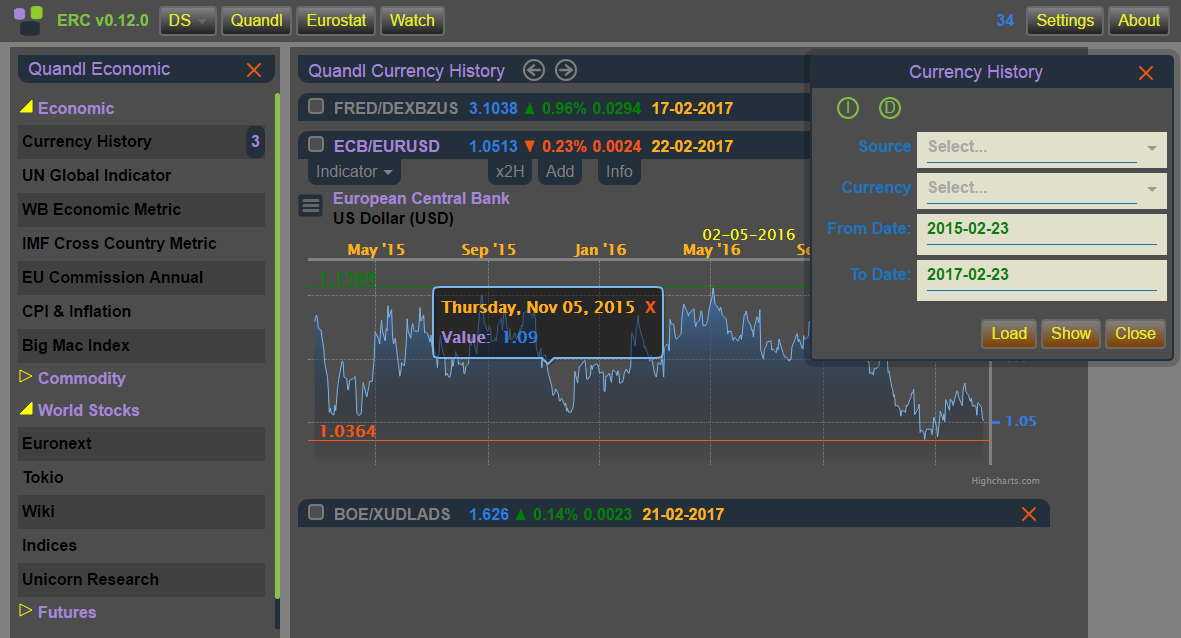 ERC v0.12.0 DS Quandl Eurostat Watch 34 Settings About
Quandl Economic
Economic
Currency History 3
UN Global Indicator
WB Economic Metric
IMF Cross Country Metric
EU Commission Annual
CPI & Inflation
Big Mac Index
Commodity
World Stocks
Euronext
Tokio
Wiki
Indices
Unicorn Research
Futures
Quandl Currency History
FRED/DEXBZUS 3.1038 ▲ 0.96% 0.0294 17-02-2017
ECB/EURUSD 1.0513 ▼ 0.23% 0.0024 22-02-2017
Indicator x2H Add Info
European Central Bank
US Dollar (USD)
02-05-2016
May '15 Sep '15 Jan '16 May '16
Thursday, Nov 05, 2015 X
Value: 1.09
1.0364
1.05
Highcharts.com
BOE/XUDLADS 1.626 ▲ 0.14% 0.0023 21-02-2017
Currency History
I D
Source Select...
Currency Select...
From Date: 2015-02-23
To Date: 2017-02-23
Load Show Close